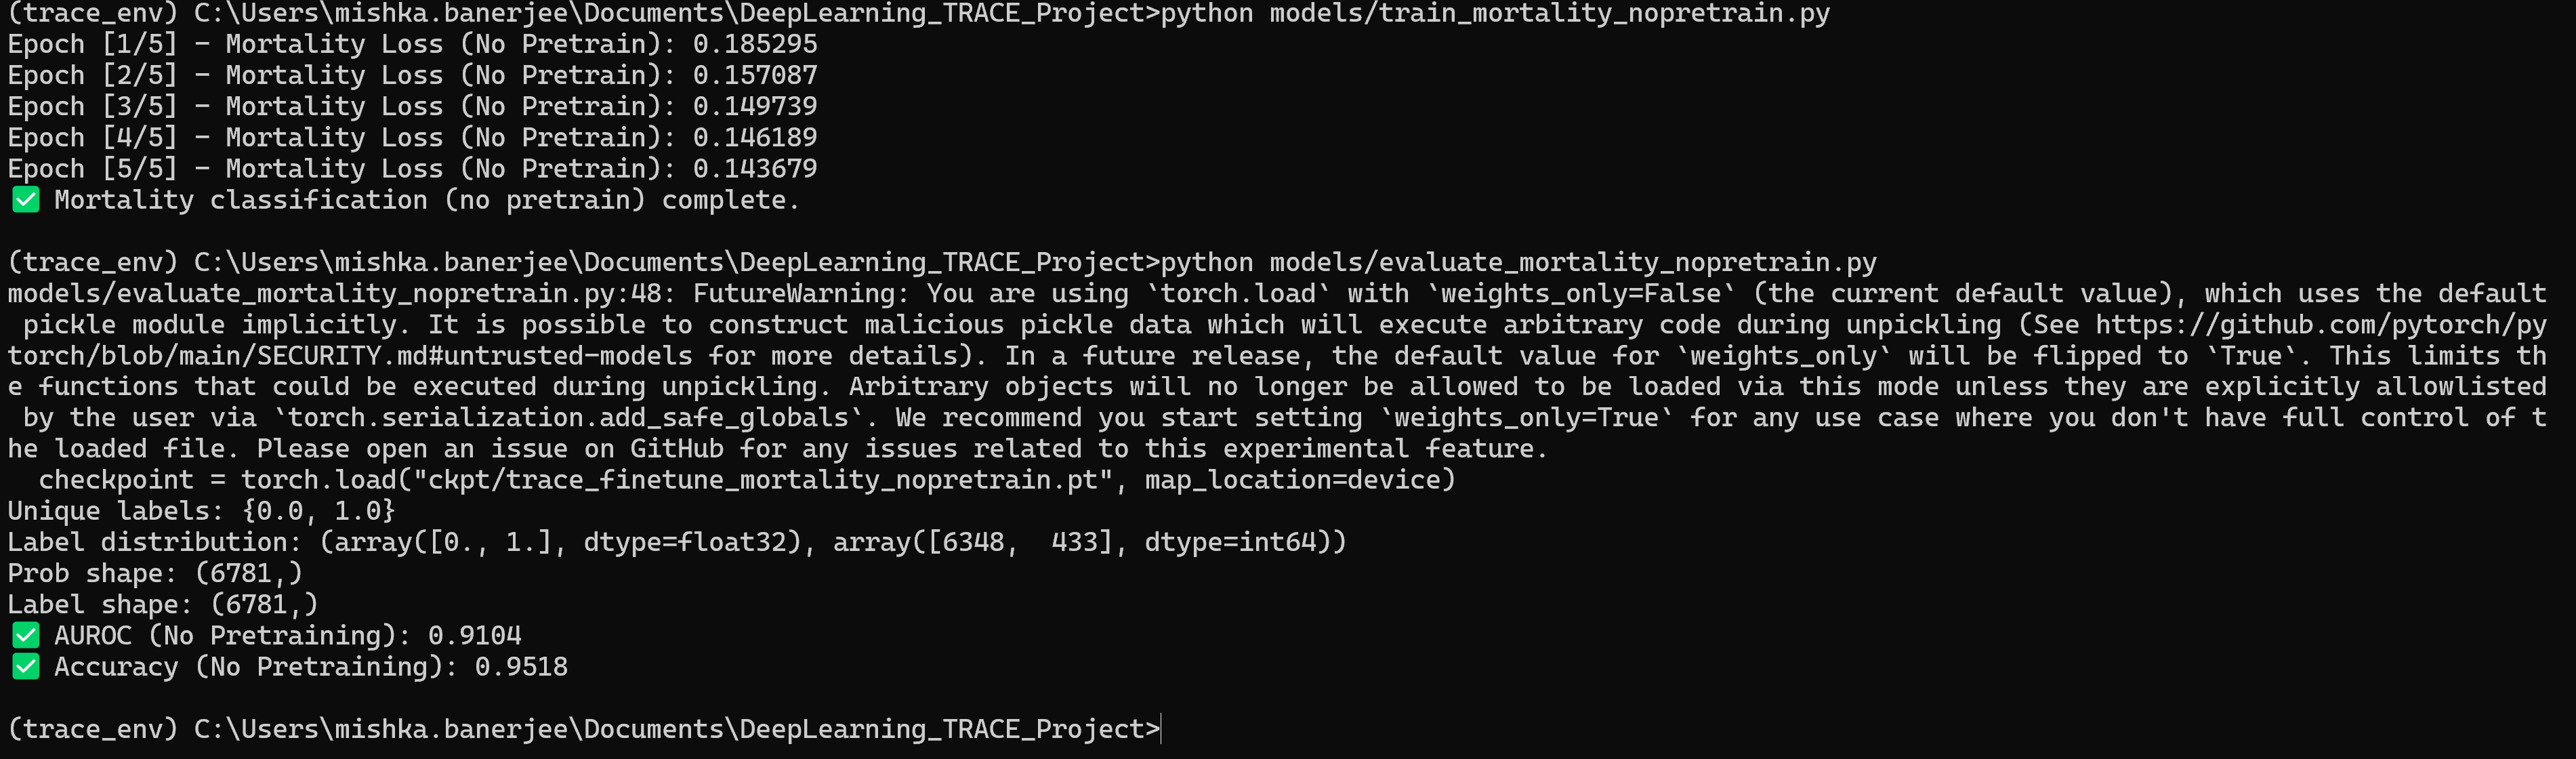 (trace_env) C:\Users\mishka.banerjee\Documents\DeepLearning_TRACE_Project>python models/train_mortality_nopretrain.py
Epoch [1/5] - Mortality Loss (No Pretrain): 0.185295
Epoch [2/5] - Mortality Loss (No Pretrain): 0.157087
Epoch [3/5] - Mortality Loss (No Pretrain): 0.149739
Epoch [4/5] - Mortality Loss (No Pretrain): 0.146189
Epoch [5/5] - Mortality Loss (No Pretrain): 0.143679
✅ Mortality classification (no pretrain) complete.
(trace_env) C:\Users\mishka.banerjee\Documents\DeepLearning_TRACE_Project>python models/evaluate_mortality_nopretrain.py
models/evaluate_mortality_nopretrain.py:48: FutureWarning: You are using `torch.load` with `weights_only=False` (the current default value), which uses the default
 pickle module implicitly. It is possible to construct malicious pickle data which will execute arbitrary code during unpickling (See https://github.com/pytorch/py
torch/blob/main/SECURITY.md#untrusted-models for more details). In a future release, the default value for `weights_only` will be flipped to `True`. This limits th
e functions that could be executed during unpickling. Arbitrary objects will no longer be allowed to be loaded via this mode unless they are explicitly allowlisted
 by the user via `torch.serialization.add_safe_globals`. We recommend you start setting `weights_only=True` for any use case where you don't have full control of t
he loaded file. Please open an issue on GitHub for any issues related to this experimental feature.
  checkpoint = torch.load("ckpt/trace_finetune_mortality_nopretrain.pt", map_location=device)
Unique labels: {0.0, 1.0}
Label distribution: (array([0., 1.], dtype=float32), array([6348,  433], dtype=int64))
Prob shape: (6781,)
Label shape: (6781,)
✅ AUROC (No Pretraining): 0.9104
✅ Accuracy (No Pretraining): 0.9518
(trace_env) C:\Users\mishka.banerjee\Documents\DeepLearning_TRACE_Project>